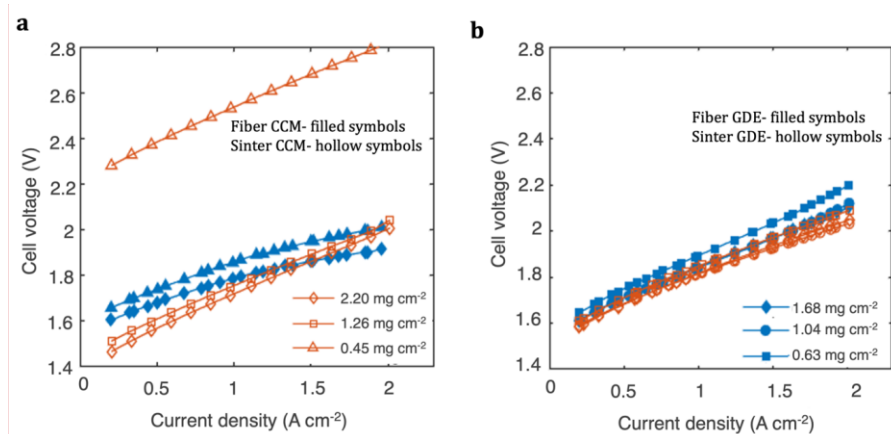 a
2.8
2.6
2.4
2.2
2
1.8
1.6
1.4
Cell voltage (V)
Fiber CCM- filled symbols
Sinter CCM- hollow symbols
2.20 mg cm⁻²
1.26 mg cm⁻²
0.45 mg cm⁻²
0 0.5 1 1.5 2
Current density (A cm⁻²)
b
2.8
2.6
2.4
2.2
2
1.8
1.6
1.4
Cell voltage (V)
Fiber GDE- filled symbols
Sinter GDE- hollow symbols
1.68 mg cm⁻²
1.04 mg cm⁻²
0.63 mg cm⁻²
0 0.5 1 1.5 2
Current density (A cm⁻²)